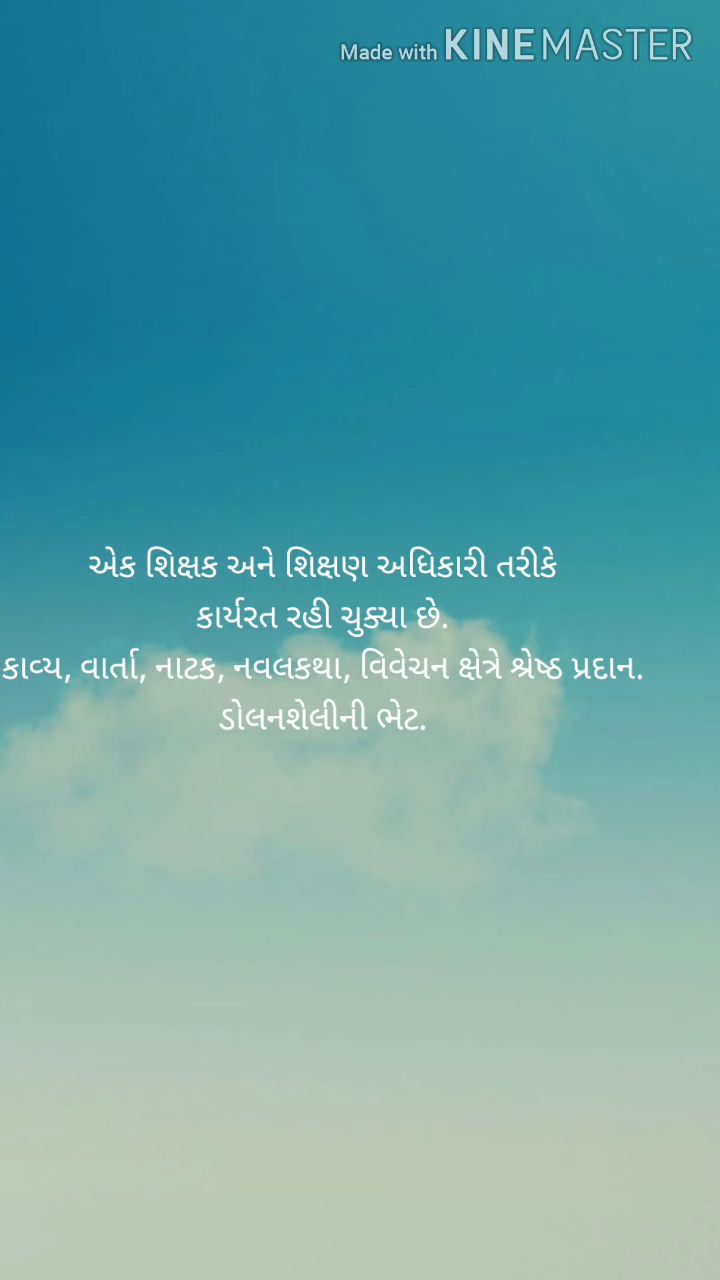 Made with KINEMASTER
એક શિક્ષક અને શિક્ષણ અધિકારી તરીકે
કાર્યરત રહી ચુક્યા છે.
કાવ્ય, વાર્તા, નાટક, નવલકથા, વિવેચન ક્ષેત્રે શ્રેષ્ઠ પ્રદાન.
ડોલનશેલીની ભેટ.